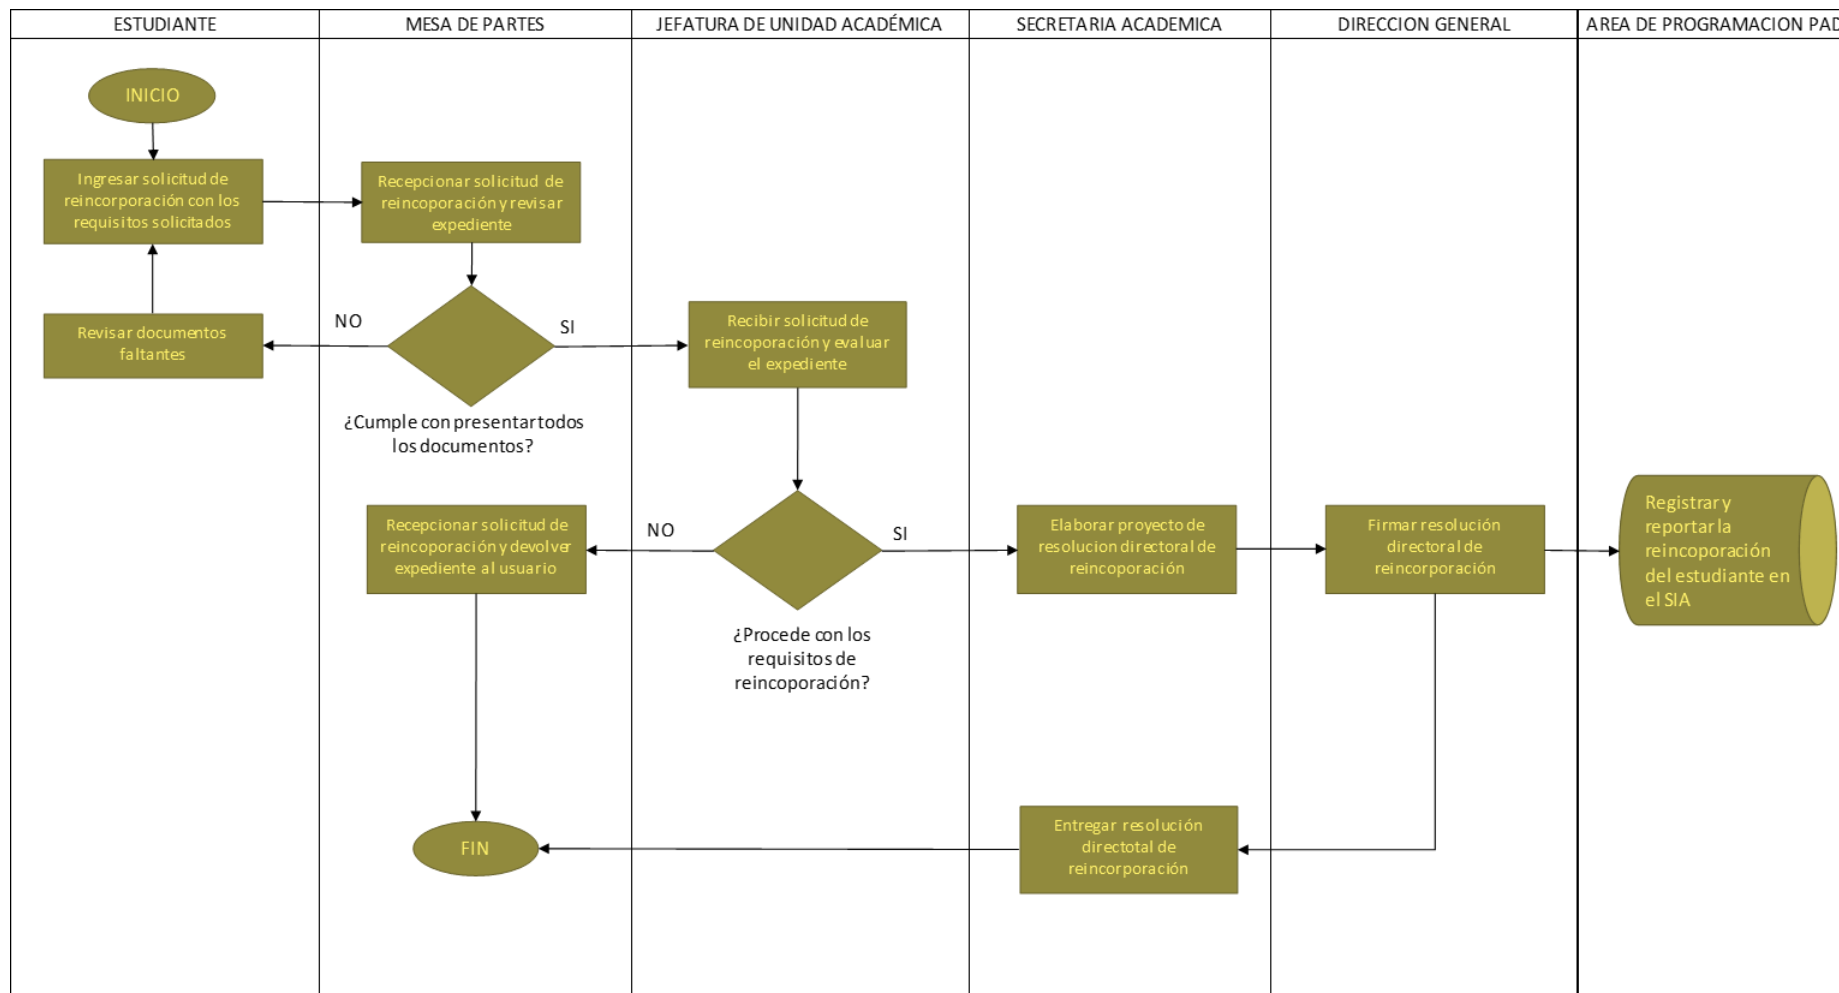 ESTUDIANTE
MESA DE PARTES
JEFATURA DE UNIDAD ACADÉMICA
SECRETARIA ACADEMICA
DIRECCION GENERAL
AREA DE PROGRAMACION PAD
INICIO
Ingresar solicitud de
reincorporación con los
requisitos solicitados
Recepcionar solicitud de
reincoporación y revisar
expediente
Revisar documentos
faltantes
NO
SI
¿Cumple con presentar todos
los documentos?
Recibir solicitud de
reincoporación y evaluar
el expediente
Recepcionar solicitud de
reincoporación y devolver
expediente al usuario
NO
SI
¿Procede con los
requisitos de
reincoporación?
Elaborar proyecto de
resolucion directoral de
reincoporación
Firmar resolución
directoral de
reincorporación
Registrar y
reportar la
reincoporación
del estudiante en
el SIA
FIN
Entregar resolución
directotal de
reincorporación